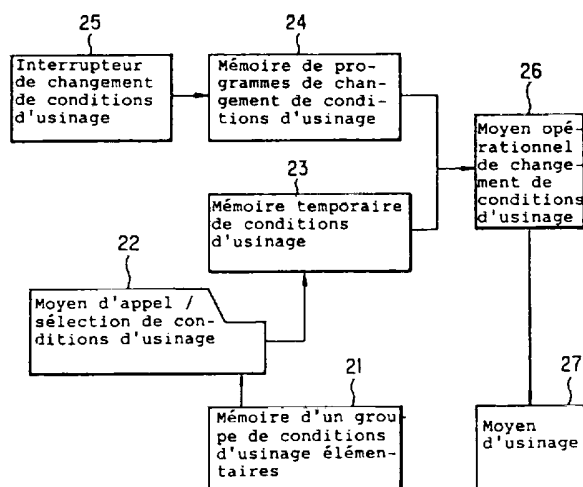 25
Interrupteur
de changement
de conditions
d'usinage
24
Mémoire de pro-
grammes de chan-
gement de condi-
tions d'usinage
26
Moyen opé-
rationnel
de change-
ment de
conditions
d'usinage
23
Mémoire temporaire
de conditions
d'usinage
22
Moyen d'appel /
sélection de con-
ditions d'usinage
21
Mémoire d'un grou-
pe de conditions
d'usinage élémen-
taires
27
Moyen
d'usinage